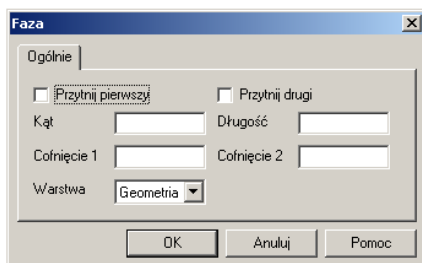 Faza
Ogólnie
Przytnij pierwszy Przytnij drugi
Kąt Długość
Cofnięcie 1 Cofnięcie 2
Warstwa Geometria
OK Anuluj Pomoc